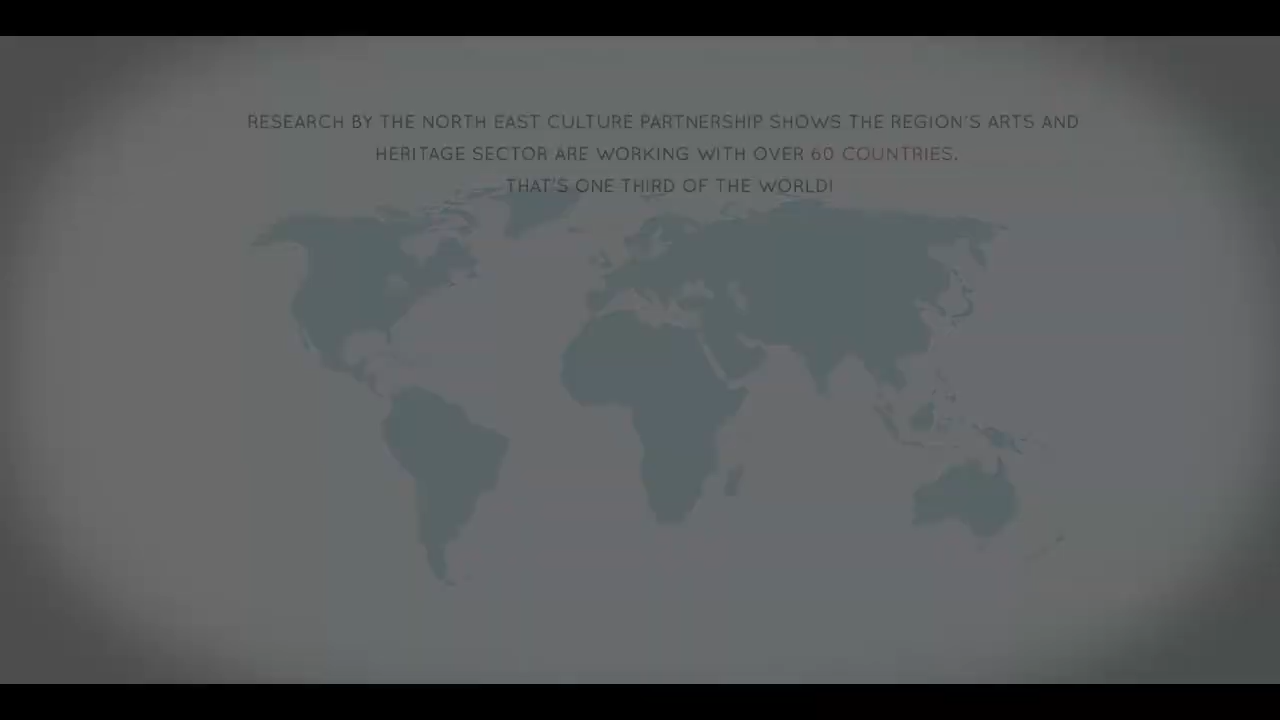 RESEARCH BY THE NORTH EAST CULTURE PARTNERSHIP SHOWS THE REGION'S ARTS AND
HERITAGE SECTOR ARE WORKING WITH OVER 60 COUNTRIES.
THAT'S ONE THIRD OF THE WORLD!